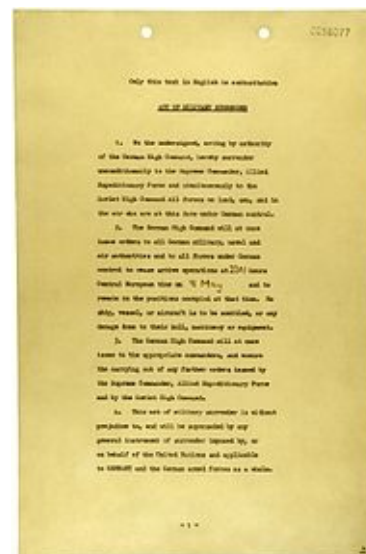 Only this text in English is authoritative
ACT OF MILITARY SURRENDER
1. We the undersigned, acting by authority
of the German High Command, hereby surrender
unconditionally to the Supreme Commander, Allied
Expeditionary Force and simultaneously to the
Soviet High Command all forces on land, sea, and in
the air who are at this date under German control.
2. The German High Command will at once
issue orders to all German military, naval and
air authorities and to all forces under German
control to cease active operations at 2301 hours
Central European time on 8 May and to
remain in the positions occupied at that time. No
ship, vessel, or aircraft is to be scuttled, or any
damage done to their hull, machinery or equipment.
3. The German High Command will at once
issue to the appropriate commanders, and ensure
the carrying out of any further orders issued by
the Supreme Commander, Allied Expeditionary Force
and by the Soviet High Command.
4. This act of military surrender is without
prejudice to, and will be superseded by any
general instrument of surrender imposed by, or
on behalf of the United Nations and applicable
to GERMANY and the German armed forces as a whole.
- 1 -